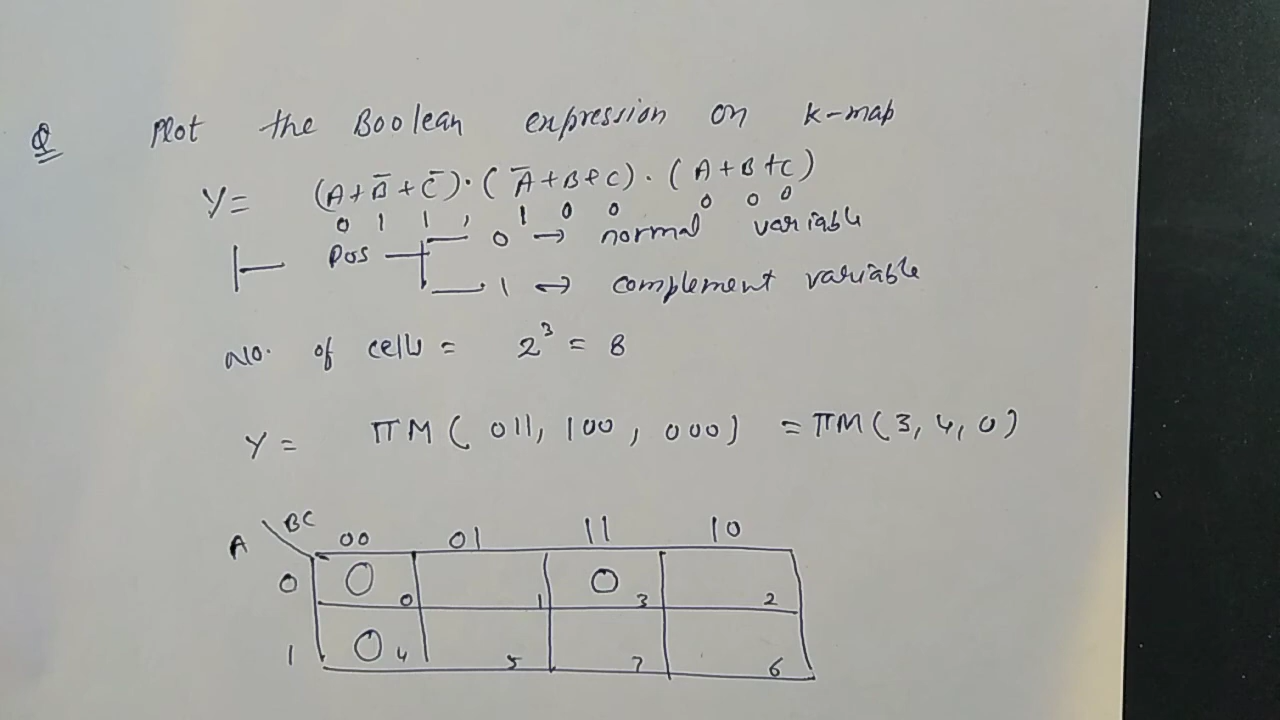 Q Plot the Boolean expression on k-map
Y = (A+B̅+C̅)·(A̅+B+C)·(A+B+C)
0 1 1, 1 0 0 0 0 0
POS 0 → normal variable
1 ↔ complement variable
No. of cells = 2³ = 8
Y = πM( 011, 100, 000) = πM(3, 4, 0)
BC
A 00 01 11 10
0 0 0 1 0 3 2
1 0 4 5 7 6